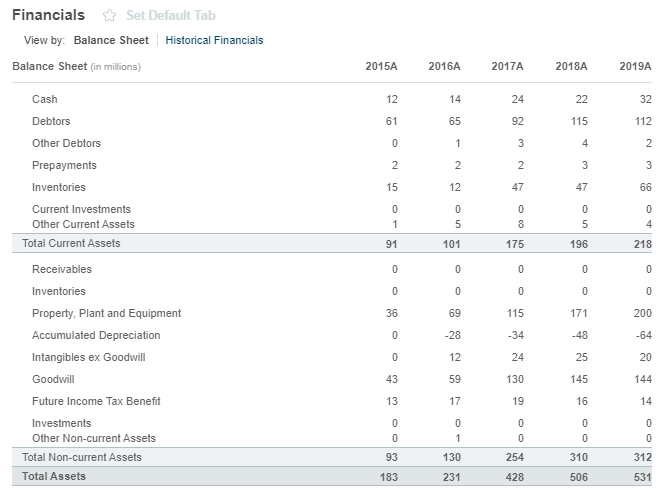 Financials Set Default Tab
View by: Balance Sheet | Historical Financials
Balance Sheet (in millions) 2015A 2016A 2017A 2018A 2019A
Cash 12 14 24 22 32
Debtors 61 65 92 115 112
Other Debtors 0 1 3 4 2
Prepayments 2 2 2 3 3
Inventories 15 12 47 47 66
Current Investments 0 0 0 0 0
Other Current Assets 1 5 8 5 4
Total Current Assets 91 101 175 196 218
Receivables 0 0 0 0 0
Inventories 0 0 0 0 0
Property, Plant and Equipment 36 69 115 171 200
Accumulated Depreciation 0 -28 -34 -48 -64
Intangibles ex Goodwill 0 12 24 25 20
Goodwill 43 59 130 145 144
Future Income Tax Benefit 13 17 19 16 14
Investments 0 0 0 0 0
Other Non-current Assets 0 1 0 0 0
Total Non-current Assets 93 130 254 310 312
Total Assets 183 231 428 506 531